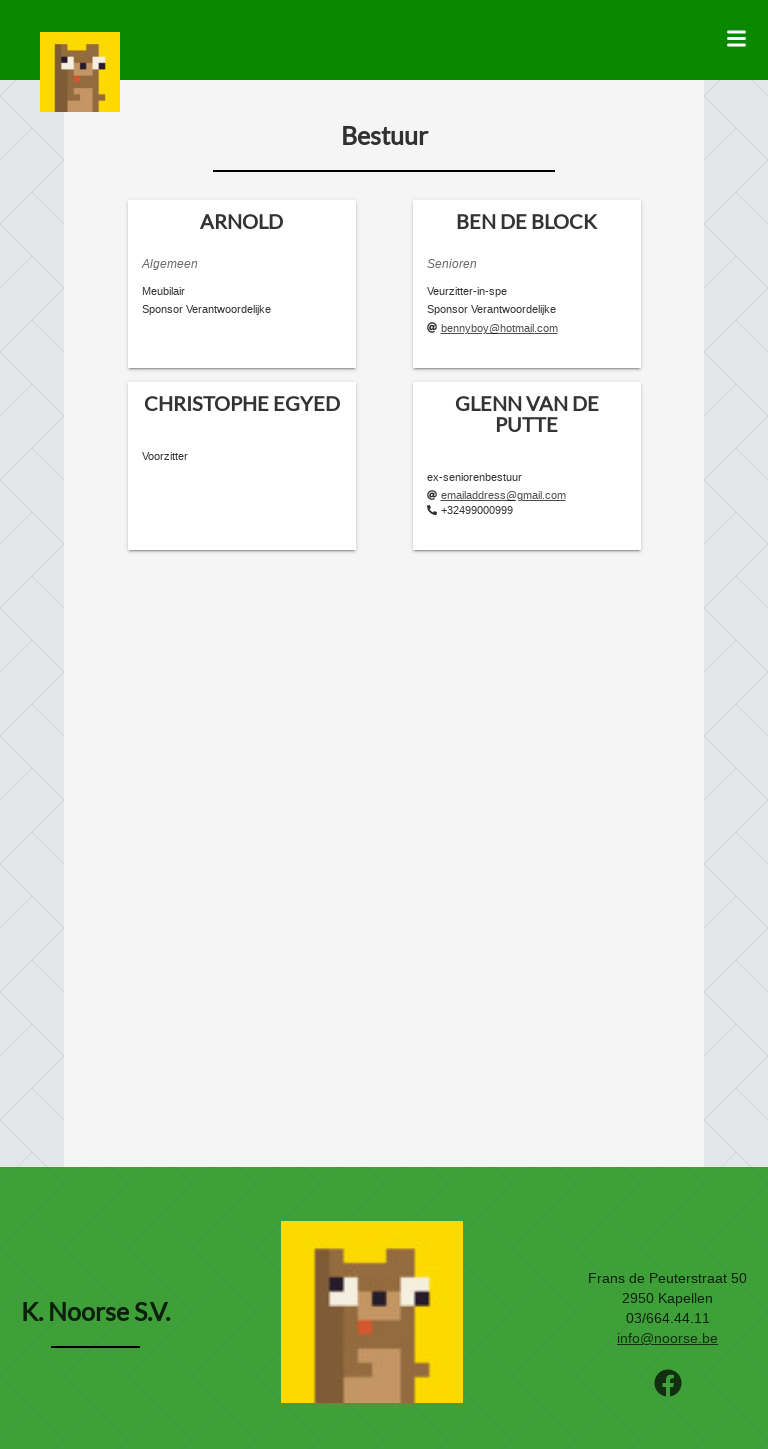 Bestuur
ARNOLD
Algemeen
Meubilair
Sponsor Verantwoordelijke
BEN DE BLOCK
Senioren
Veurzitter-in-spe
Sponsor Verantwoordelijke
bennyboy@hotmail.com
CHRISTOPHE EGYED
Voorzitter
GLENN VAN DE
PUTTE
ex-seniorenbestuur
emailaddress@gmail.com
+32499000999
K. Noorse S.V.
Frans de Peuterstraat 50
2950 Kapellen
03/664.44.11
info@noorse.be